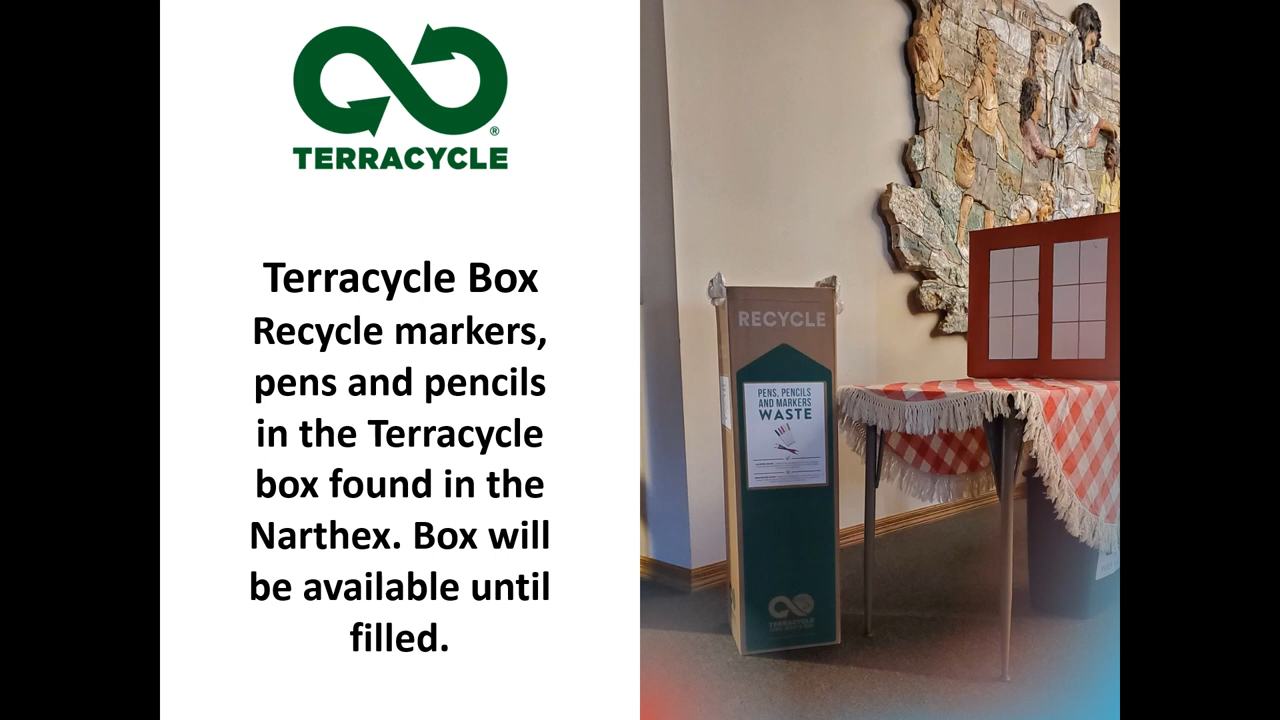 ®
TERRACYCLE
Terracycle Box
Recycle markers,
pens and pencils
in the Terracycle
box found in the
Narthex. Box will
be available until
filled.
RECYCLE
PENS, PENCILS
AND MARKERS
WASTE
TERRACYCLE